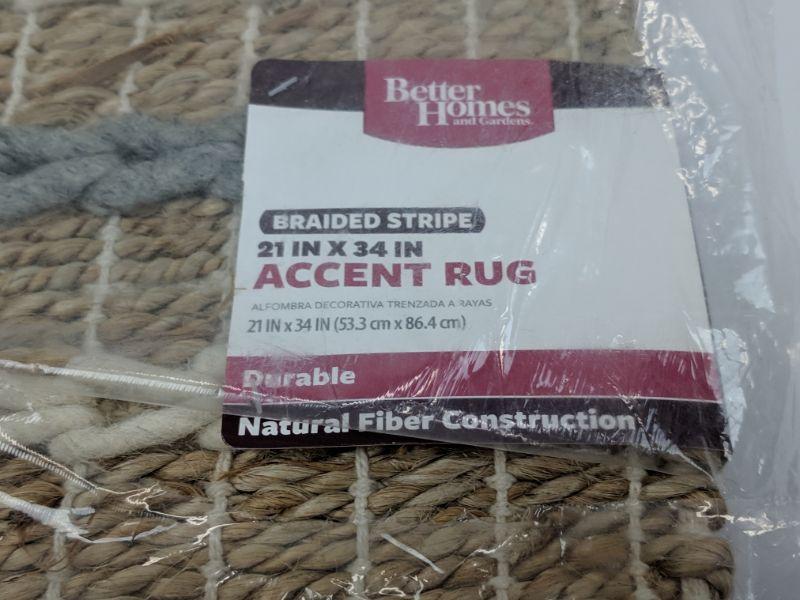 Better
Homes
and Gardens.
BRAIDED STRIPE
21 IN X 34 IN
ACCENT RUG
ALFOMBRA DECORATIVA TRENZADA A RAYAS
21 IN x 34 IN (53.3 cm x 86.4 cm)
Durable
Natural Fiber Construction